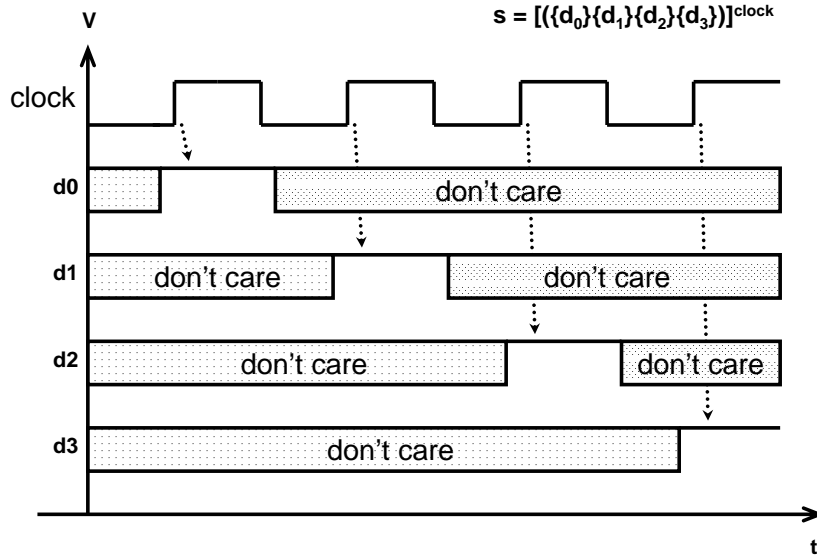 V
s = [({d₀}{d₁}{d₂}{d₃})]ᶜˡᵒᶜᵏ
clock
d0
don't care
d1
don't care
don't care
d2
don't care
don't care
d3
don't care
t